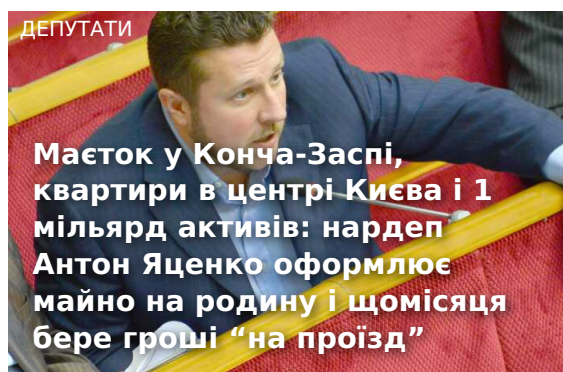 ДЕПУТАТИ
Маєток у Конча-Заспі,
квартири в центрі Києва і 1
мільярд активів: нардеп
Антон Яценко оформлює
майно на родину і щомісяця
бере гроші “на проїзд”